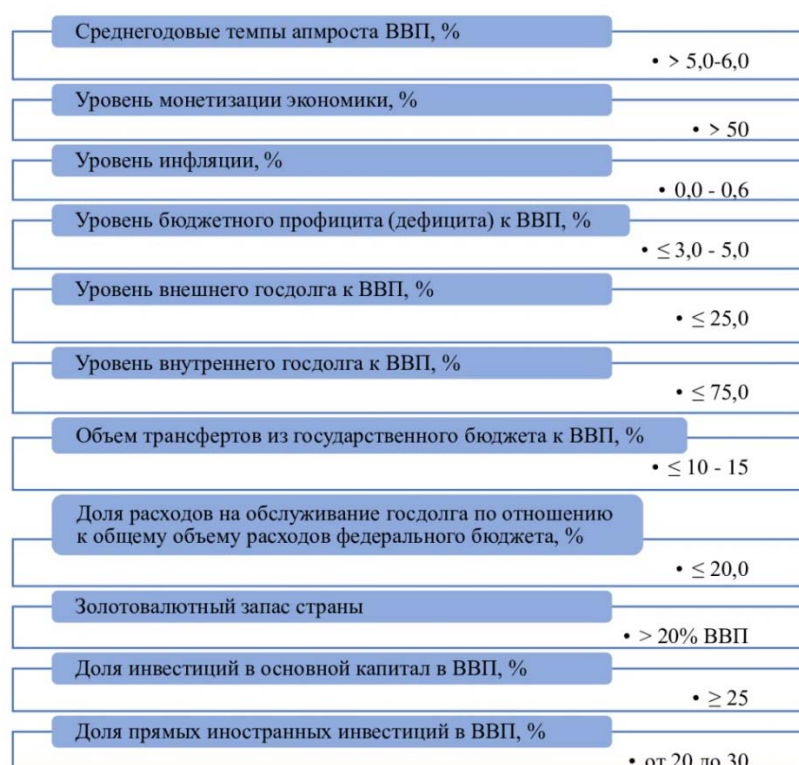 Среднегодовые темпы апмроста ВВП, %
• > 5,0-6,0
Уровень монетизации экономики, %
• > 50
Уровень инфляции, %
• 0,0 - 0,6
Уровень бюджетного профицита (дефицита) к ВВП, %
• ≤ 3,0 - 5,0
Уровень внешнего госдолга к ВВП, %
• ≤ 25,0
Уровень внутреннего госдолга к ВВП, %
• ≤ 75,0
Объем трансфертов из государственного бюджета к ВВП, %
• ≤ 10 - 15
Доля расходов на обслуживание госдолга по отношению
к общему объему расходов федерального бюджета, %
• ≤ 20,0
Золотовалютный запас страны
• > 20% ВВП
Доля инвестиций в основной капитал в ВВП, %
• ≥ 25
Доля прямых иностранных инвестиций в ВВП, %
• от 20 до 30